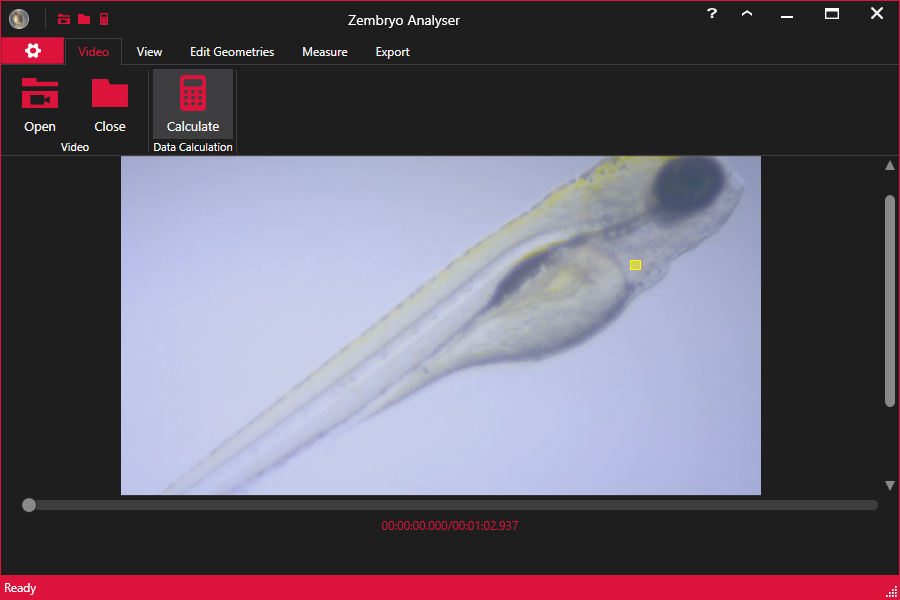 Zembryo Analyser
?
Video View Edit Geometries Measure Export
Open Close Calculate
Video Data Calculation
00:00:00.000/00:01:02.937
Ready